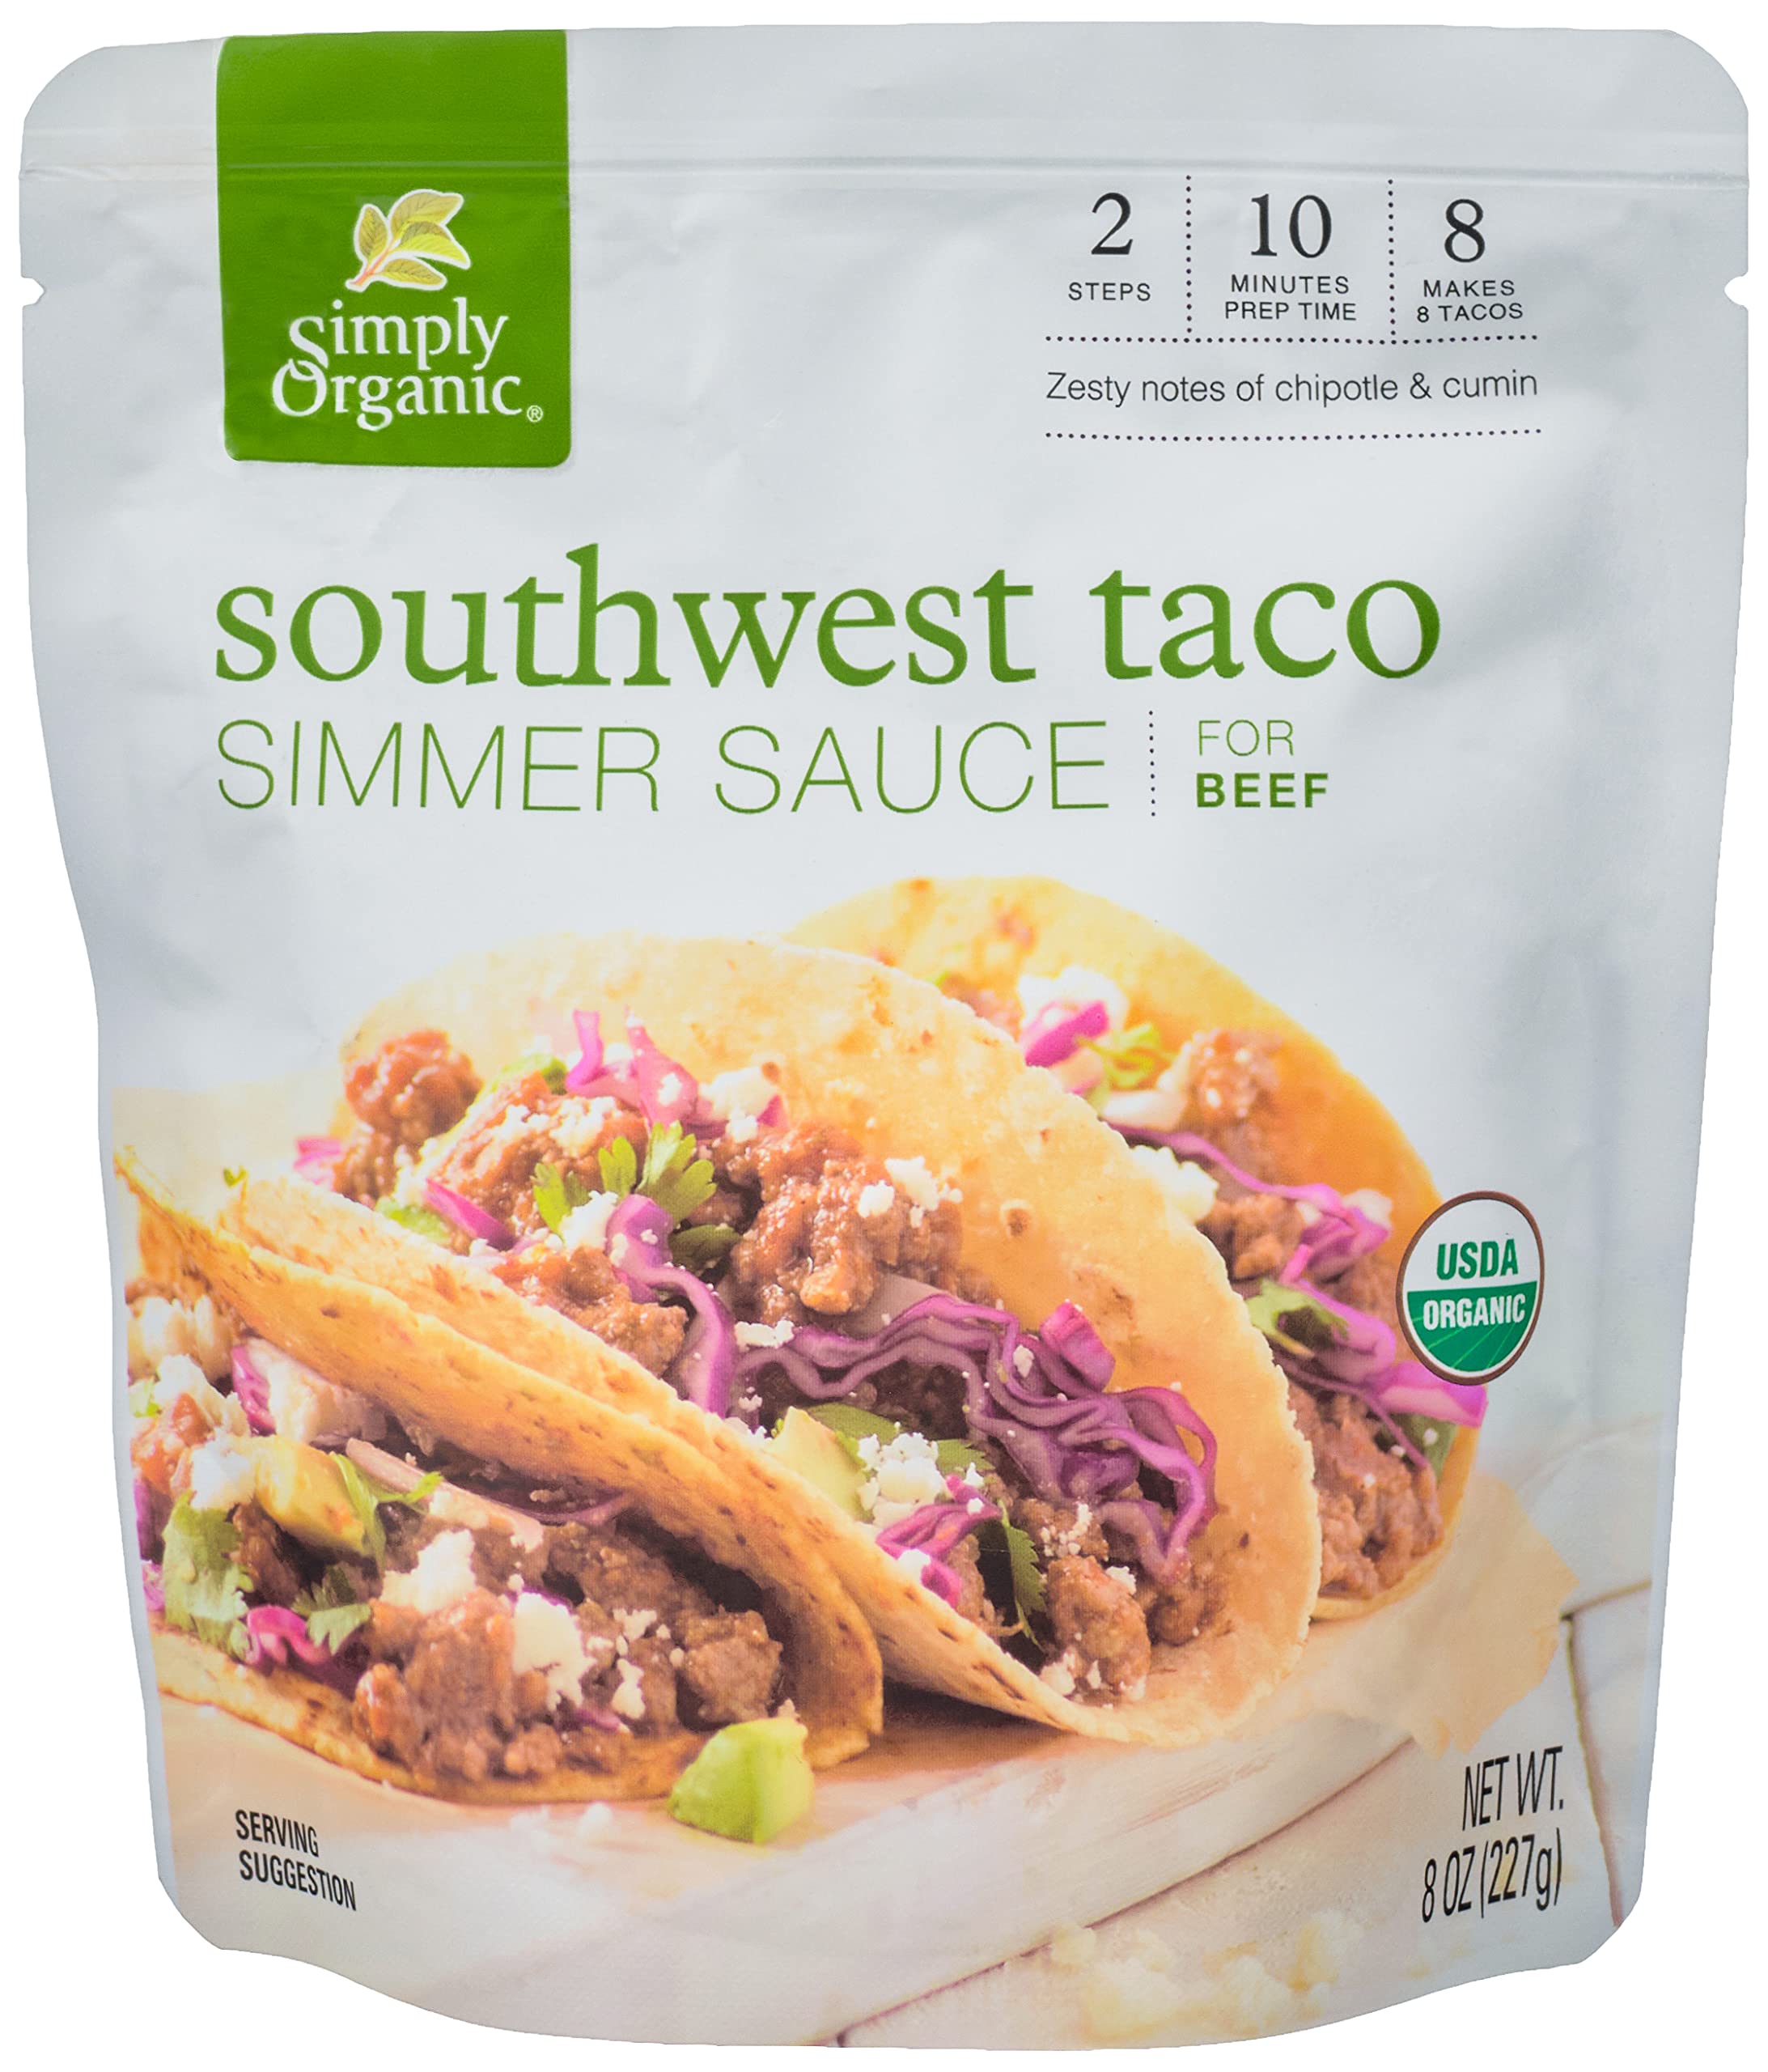 Simply
Organic®
2
STEPS
10
MINUTES
PREP TIME
8
MAKES
8 TACOS
Zesty notes of chipotle & cumin
southwest taco
SIMMER SAUCE
FOR
BEEF
USDA
ORGANIC
SERVING
SUGGESTION
NET WT.
8 OZ (227g)